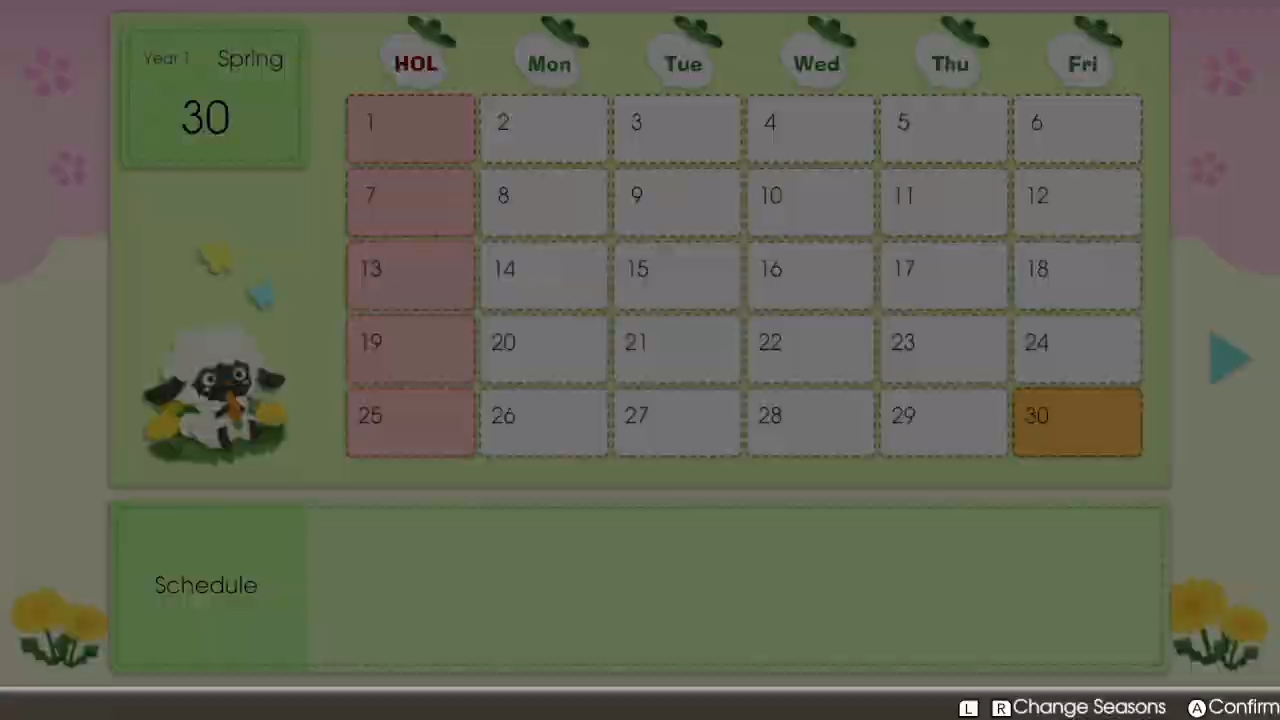 Year 1 Spring
30
HOL Mon Tue Wed Thu Fri
1 2 3 4 5 6
7 8 9 10 11 12
13 14 15 16 17 18
19 20 21 22 23 24
25 26 27 28 29 30
Schedule
L R Change Seasons A Confirm